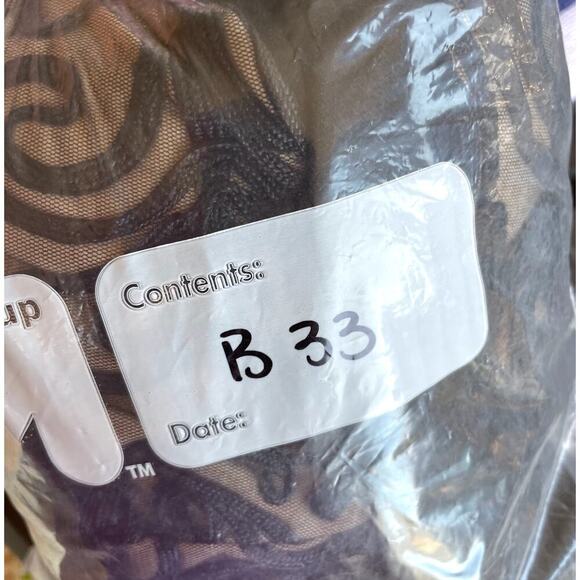 Contents:
up
B 33
Date:
TM